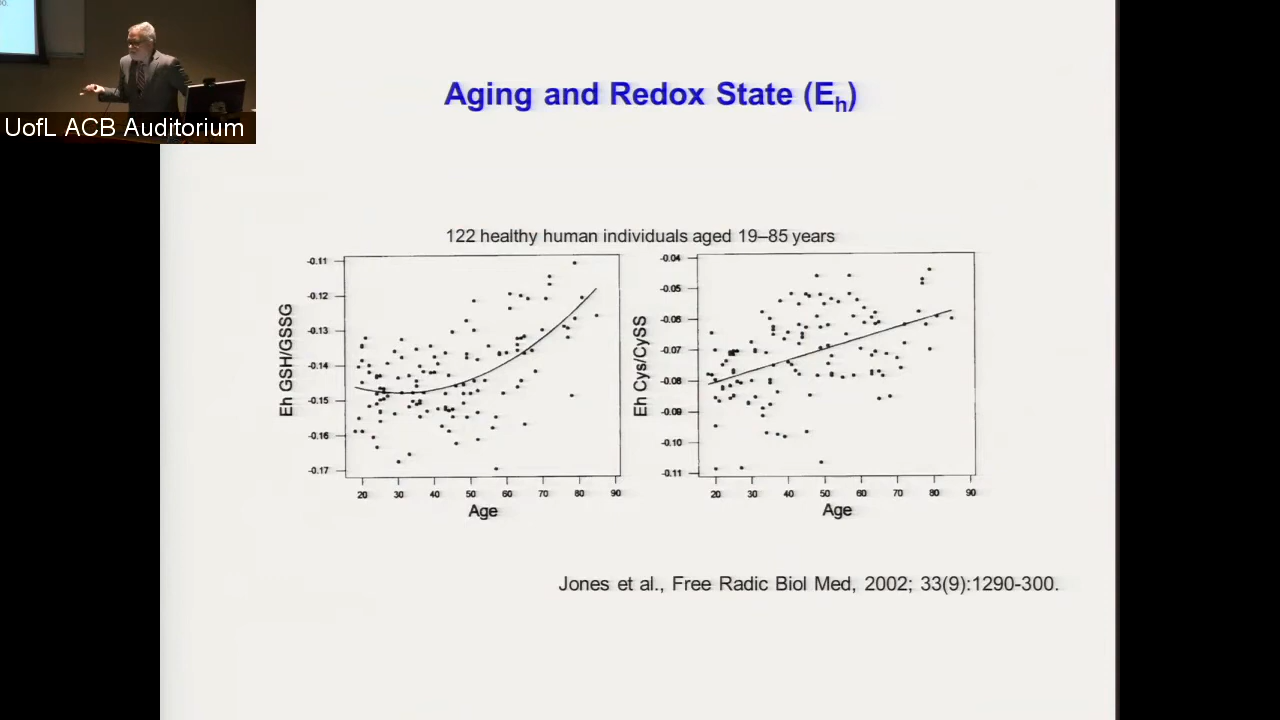 UofL ACB Auditorium
Aging and Redox State (Eh)
122 healthy human individuals aged 19–85 years
Eh GSH/GSSG
-0.11
-0.12
-0.13
-0.14
-0.15
-0.16
-0.17
20 30 40 50 60 70 80 90
Age
Eh Cys/CySS
-0.04
-0.05
-0.06
-0.07
-0.08
-0.09
-0.10
-0.11
20 30 40 50 60 70 80 90
Age
Jones et al., Free Radic Biol Med, 2002; 33(9):1290-300.